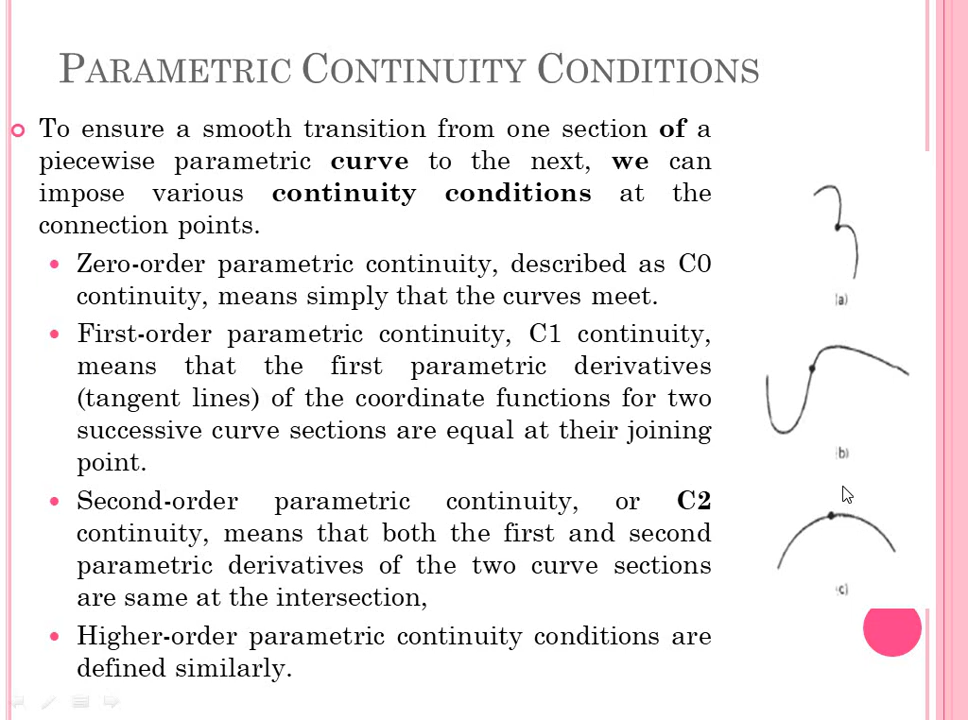 PARAMETRIC CONTINUITY CONDITIONS
To ensure a smooth transition from one section of a
piecewise parametric curve to the next, we can
impose various continuity conditions at the
connection points.
Zero-order parametric continuity, described as C0
continuity, means simply that the curves meet.
First-order parametric continuity, C1 continuity,
means that the first parametric derivatives
(tangent lines) of the coordinate functions for two
successive curve sections are equal at their joining
point.
Second-order parametric continuity, or C2
continuity, means that both the first and second
parametric derivatives of the two curve sections
are same at the intersection,
Higher-order parametric continuity conditions are
defined similarly.
(a)
(b)
(c)